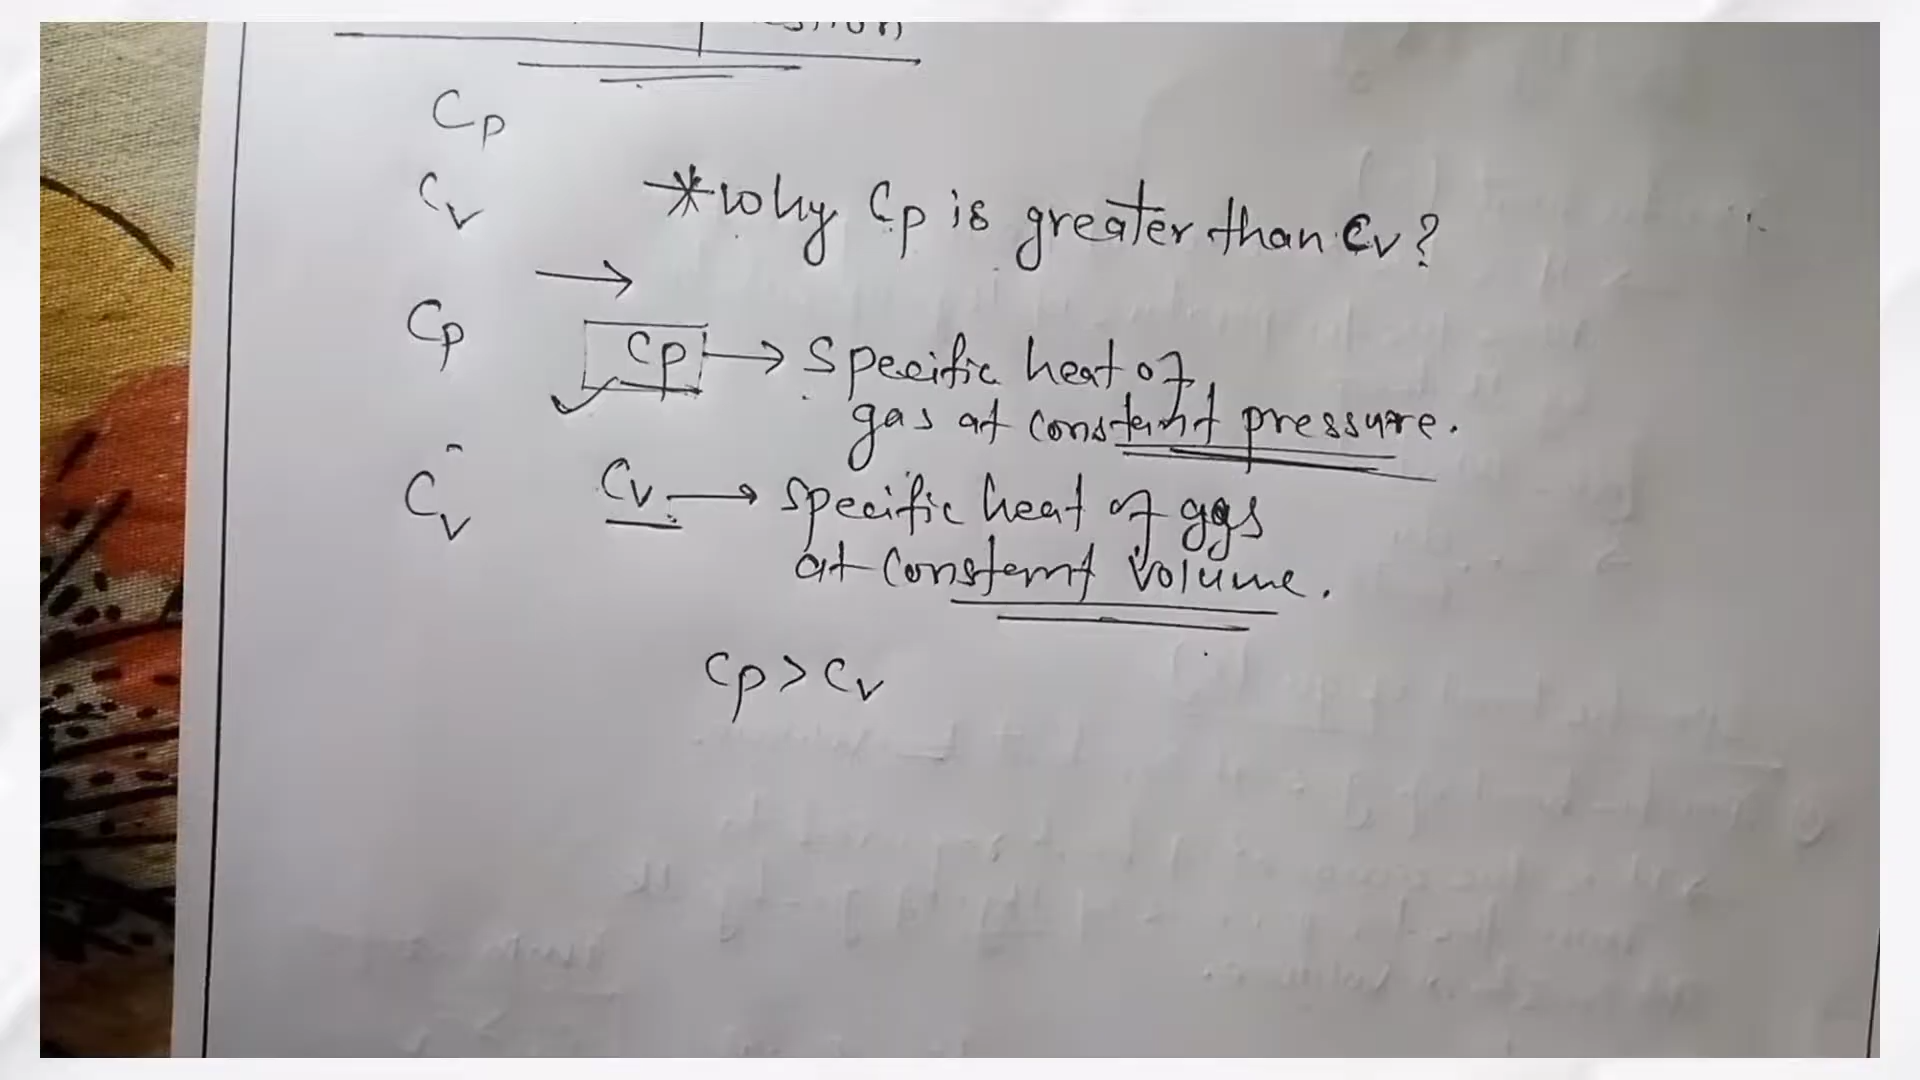 Cp
Cv
*Why Cp is greater than Cv?
Cp
Cp → Specific heat of
gas at constant pressure.
Cv
Cv → Specific heat of gas
at constant volume.
Cp > Cv